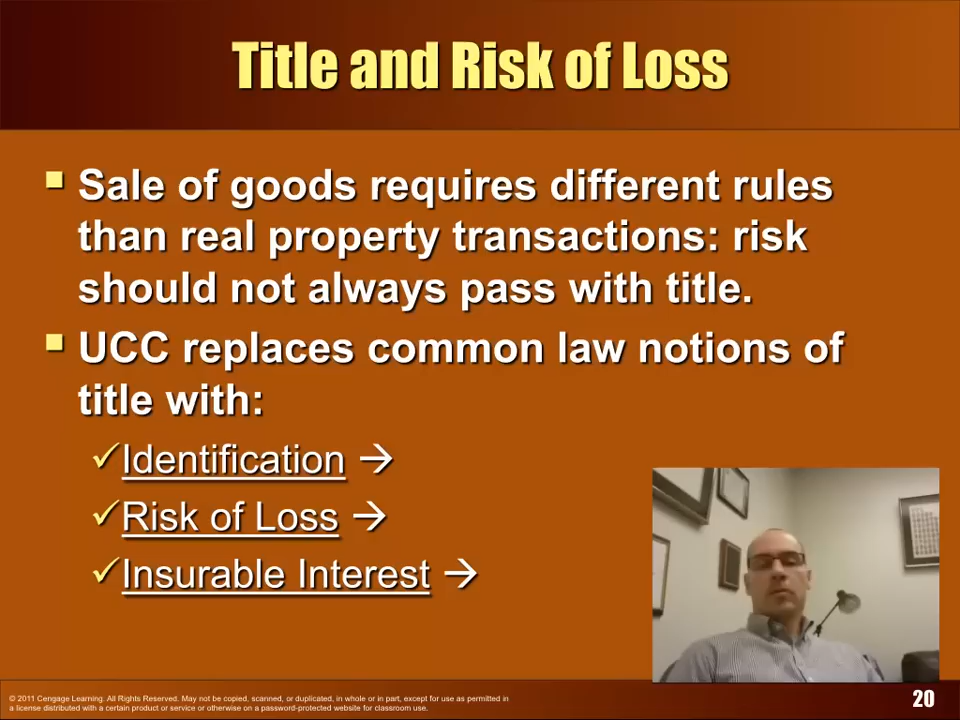 Title and Risk of Loss
Sale of goods requires different rules
than real property transactions: risk
should not always pass with title.
UCC replaces common law notions of
title with:
✓Identification →
✓Risk of Loss →
✓Insurable Interest →
© 2011 Cengage Learning. All Rights Reserved. May not be copied, scanned, or duplicated, in whole or in part, except for use as permitted in
a license distributed with a certain product or service or otherwise on a password-protected website for classroom use.
20